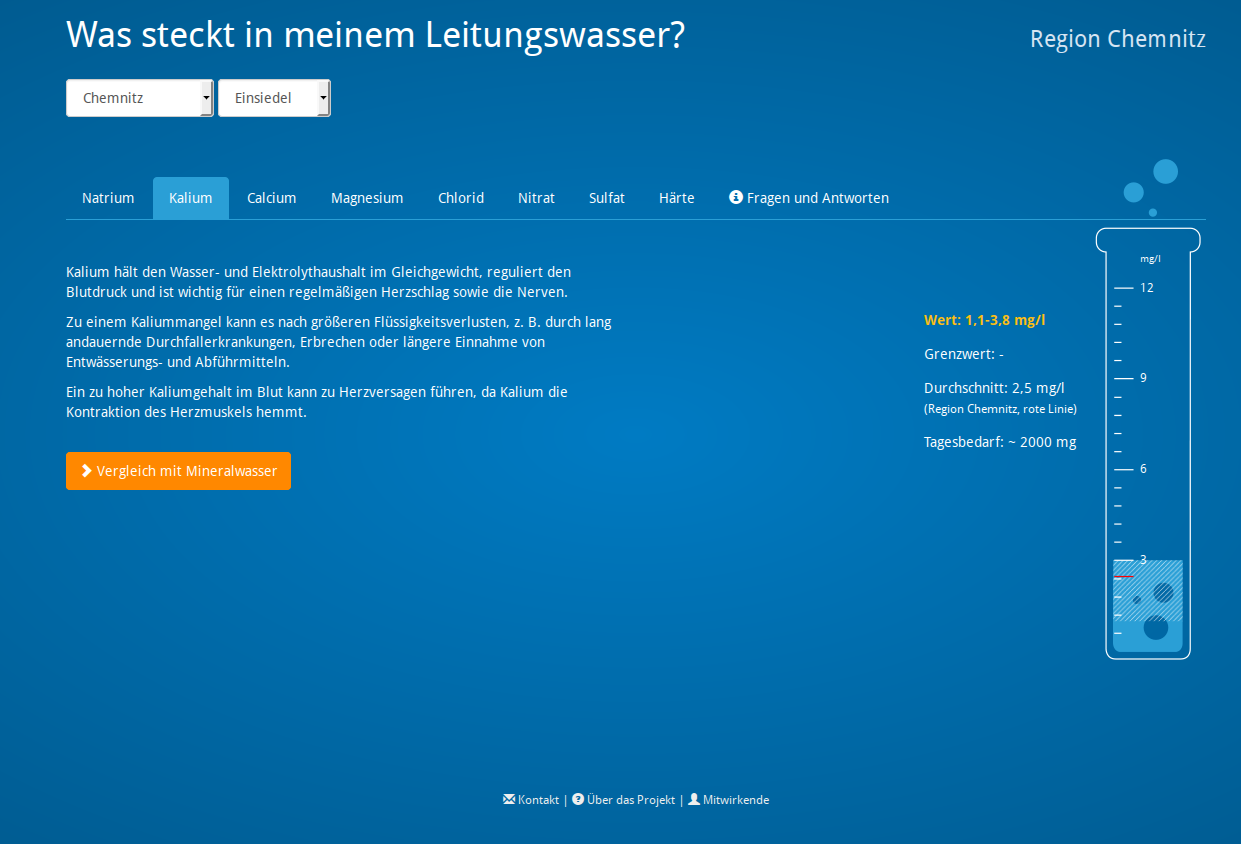 Was steckt in meinem Leitungswasser?
Region Chemnitz
Chemnitz
Einsiedel
Natrium
Kalium
Calcium
Magnesium
Chlorid
Nitrat
Sulfat
Härte
Fragen und Antworten
Kalium hält den Wasser- und Elektrolythaushalt im Gleichgewicht, reguliert den
Blutdruck und ist wichtig für einen regelmäßigen Herzschlag sowie die Nerven.
Zu einem Kaliummangel kann es nach größeren Flüssigkeitsverlusten, z. B. durch lang
andauernde Durchfallerkrankungen, Erbrechen oder längere Einnahme von
Entwässerungs- und Abführmitteln.
Ein zu hoher Kaliumgehalt im Blut kann zu Herzversagen führen, da Kalium die
Kontraktion des Herzmuskels hemmt.
Vergleich mit Mineralwasser
Wert: 1,1-3,8 mg/l
Grenzwert: -
Durchschnitt: 2,5 mg/l
(Region Chemnitz, rote Linie)
Tagesbedarf: ~ 2000 mg
mg/l
12
9
6
3
Kontakt | Über das Projekt | Mitwirkende